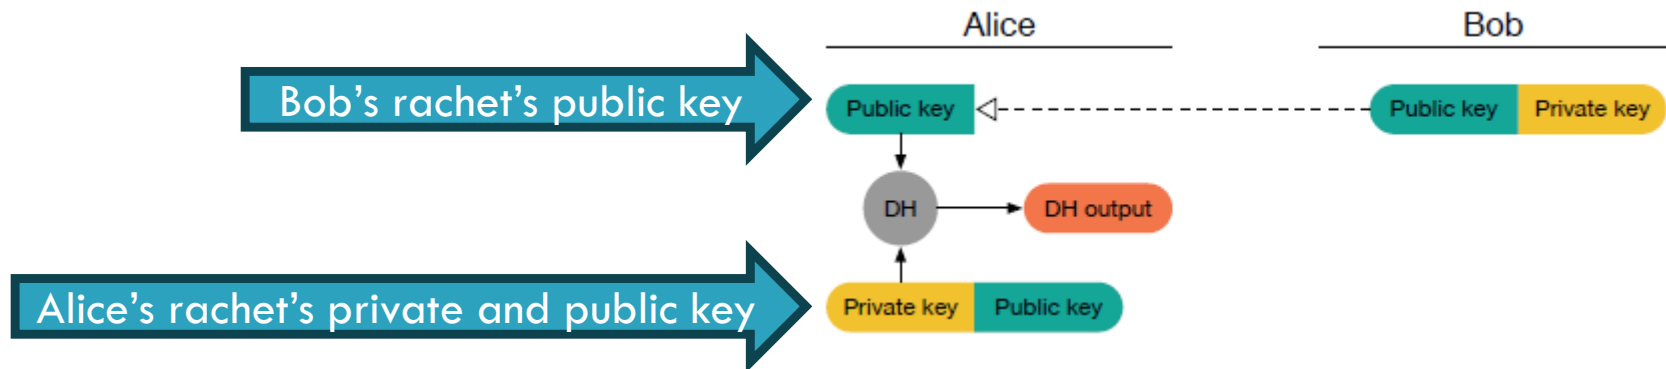 Alice
Bob
Bob’s rachet’s public key
Public key
Public key
Private key
DH
DH output
Alice’s rachet’s private and public key
Private key
Public key